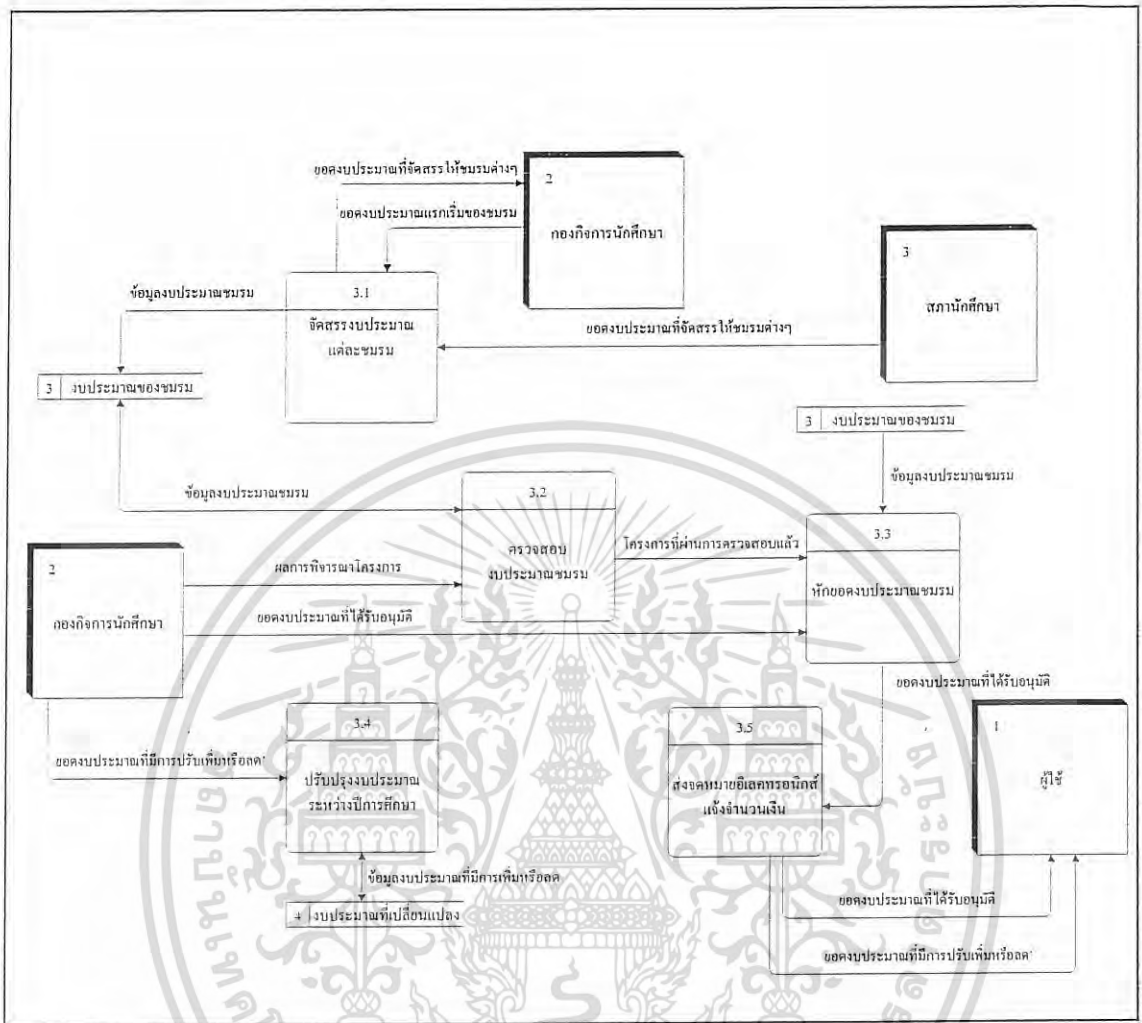 ยอดงบประมาณที่จัดสรรให้ชมรมต่างๆ
2
ยอดงบประมาณแรกเริ่มของชมรม
กองกิจการนักศึกษา
3
สภานักศึกษา
ข้อมูลงบประมาณชมรม
3.1
จัดสรรงบประมาณ
แต่ละชมรม
ยอดงบประมาณที่จัดสรรให้ชมรมต่างๆ
3 งบประมาณของชมรม
3 งบประมาณของชมรม
ข้อมูลงบประมาณชมรม
ข้อมูลงบประมาณชมรม
3.2
ตรวจสอบ
งบประมาณชมรม
โครงการที่ผ่านการตรวจสอบแล้ว
3.3
หักยอดงบประมาณชมรม
2
กองกิจการนักศึกษา
ผลการพิจารณาโครงการ
ยอดงบประมาณที่ได้รับอนุมัติ
ยอดงบประมาณที่ได้รับอนุมัติ
ยอดงบประมาณที่มีการปรับเพิ่มหรือลด
3.4
ปรับปรุงงบประมาณ
ระหว่างปีการศึกษา
3.5
ส่งจดหมายอิเลคทรอนิกส์
แจ้งจำนวนเงิน
1
ผู้ใช้
ข้อมูลงบประมาณที่มีการเพิ่มหรือลด
4 งบประมาณที่เปลี่ยนแปลง
ยอดงบประมาณที่ได้รับอนุมัติ
ยอดงบประมาณที่มีการปรับเพิ่มหรือลด